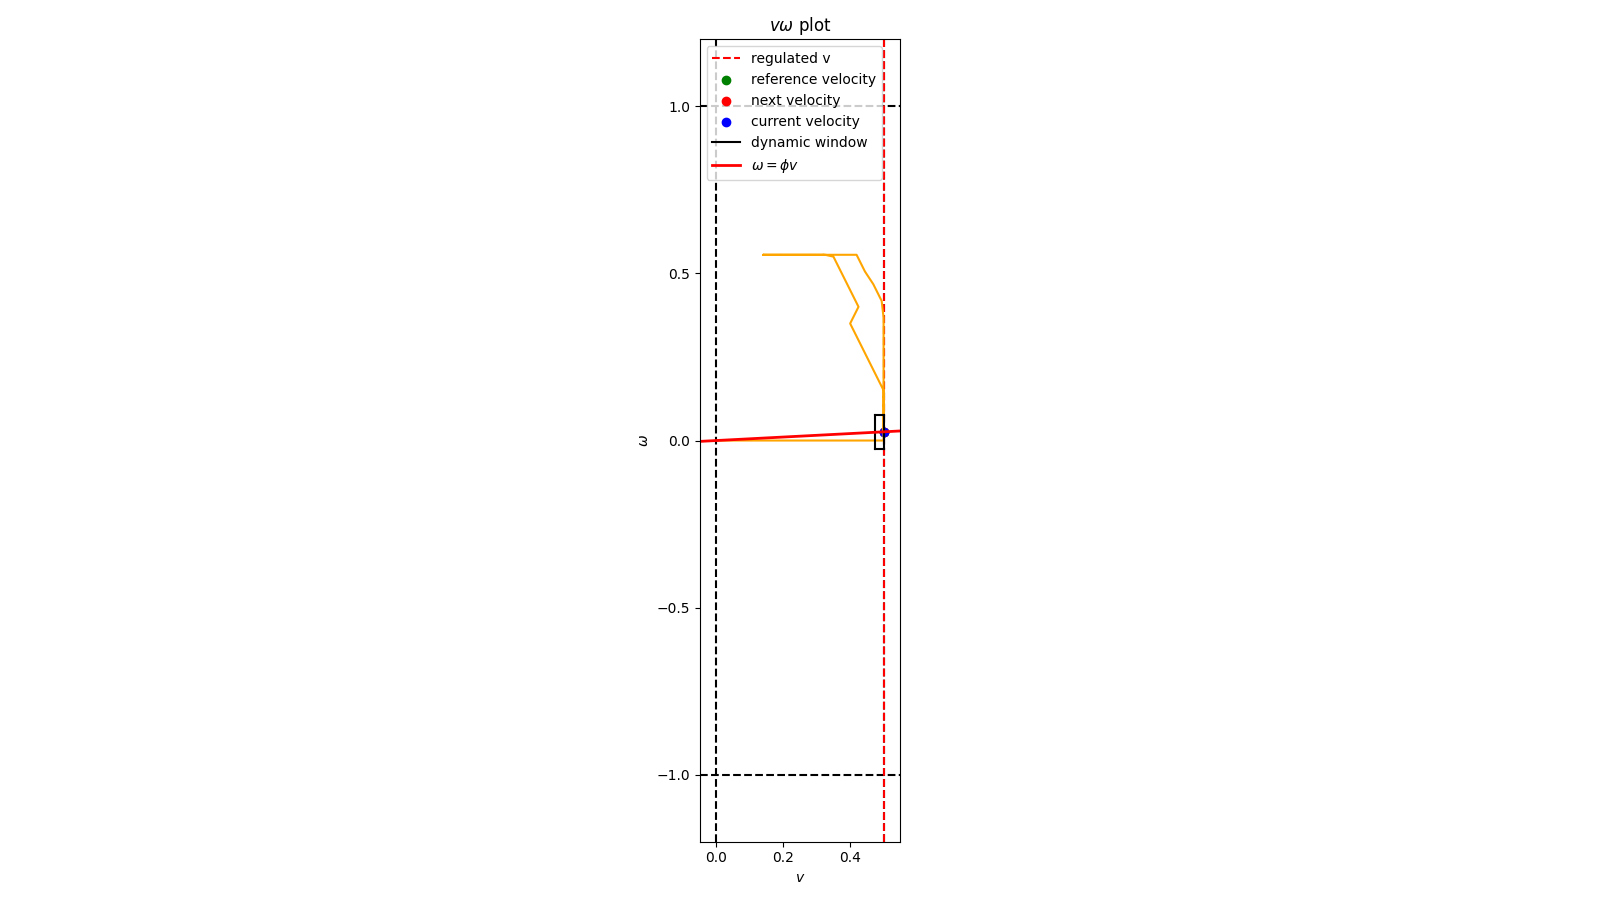 vω plot
regulated v
reference velocity
next velocity
current velocity
dynamic window
ω = ϕv
1.0
0.5
0.0
−0.5
−1.0
ω
0.0 0.2 0.4
v